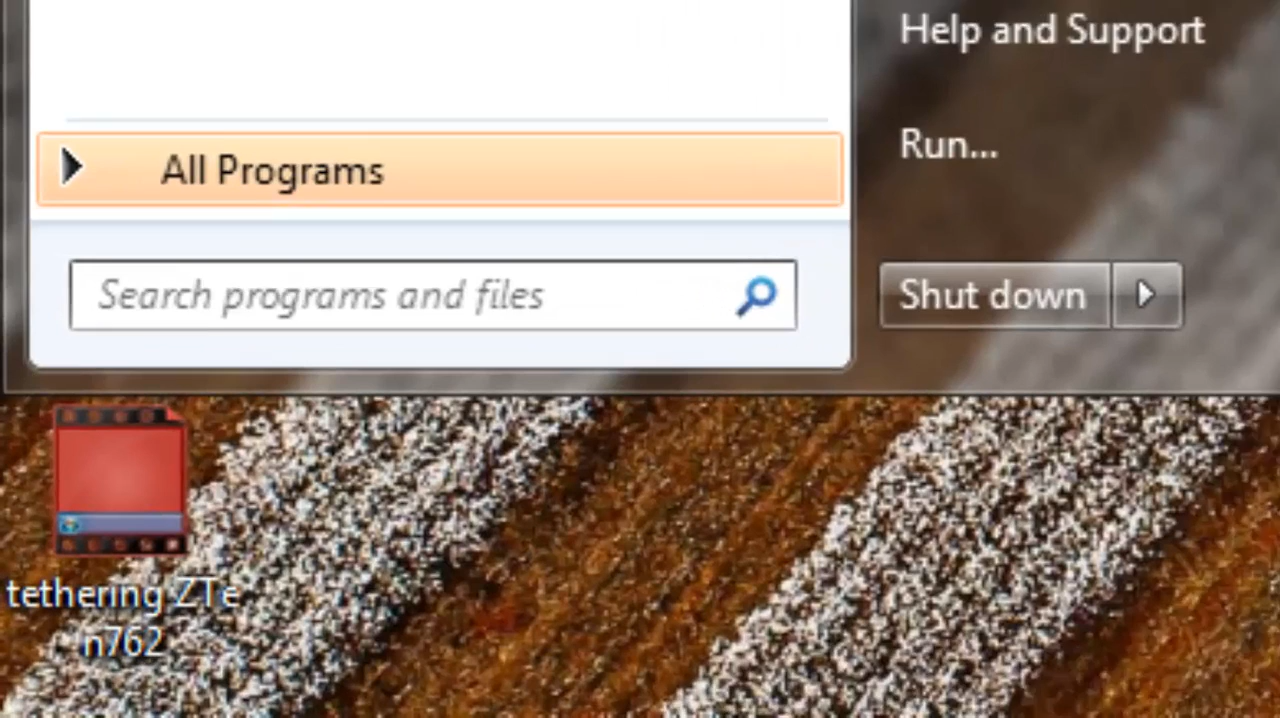 Help and Support
Run...
All Programs
Search programs and files
Shut down
tethering ZTe
n762